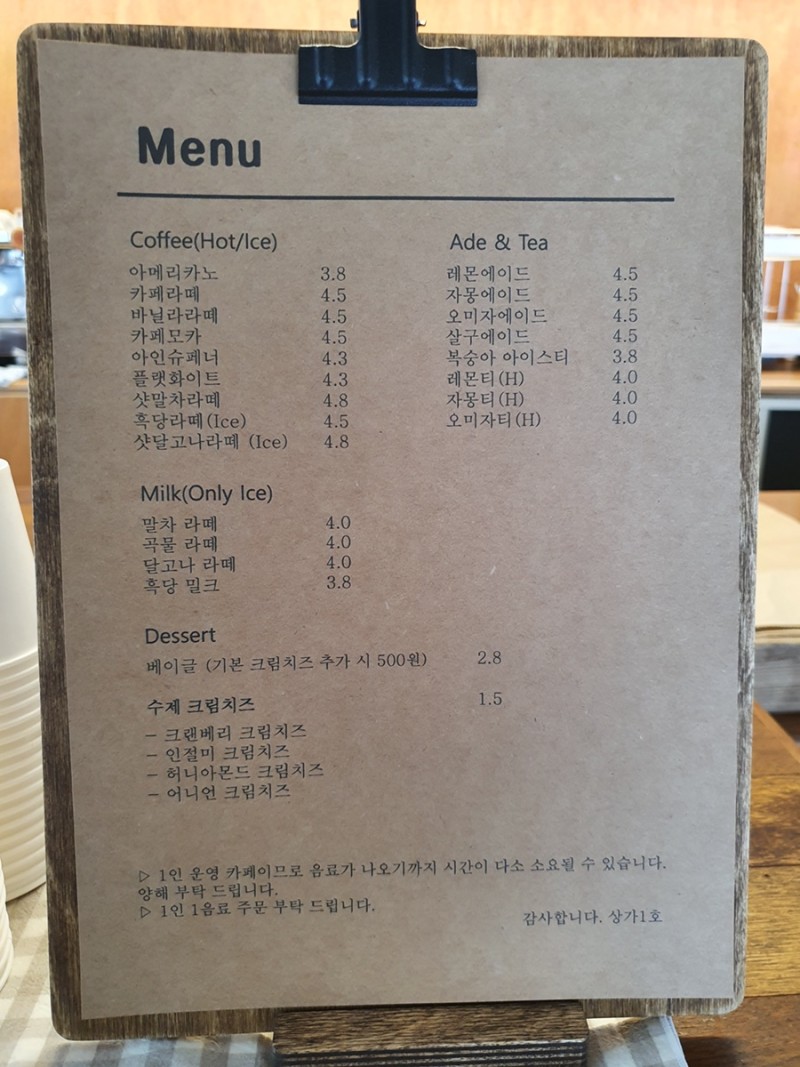 Menu
Coffee(Hot/Ice)
아메리카노 3.8
카페라떼 4.5
바닐라라떼 4.5
카페모카 4.5
아인슈페너 4.3
플랫화이트 4.3
샷말차라떼 4.8
흑당라떼(Ice) 4.5
샷달고나라떼 (Ice) 4.8
Ade & Tea
레몬에이드 4.5
자몽에이드 4.5
오미자에이드 4.5
살구에이드 4.5
복숭아 아이스티 3.8
레몬티(H) 4.0
자몽티(H) 4.0
오미자티(H) 4.0
Milk(Only Ice)
말차 라떼 4.0
곡물 라떼 4.0
달고나 라떼 4.0
흑당 밀크 3.8
Dessert
베이글 (기본 크림치즈 추가 시 500원) 2.8
수제 크림치즈 1.5
– 크랜베리 크림치즈
– 인절미 크림치즈
– 허니아몬드 크림치즈
– 어니언 크림치즈
▷ 1인 운영 카페이므로 음료가 나오기까지 시간이 다소 소요될 수 있습니다.
양해 부탁 드립니다.
▷ 1인 1음료 주문 부탁 드립니다.
감사합니다. 상가1호